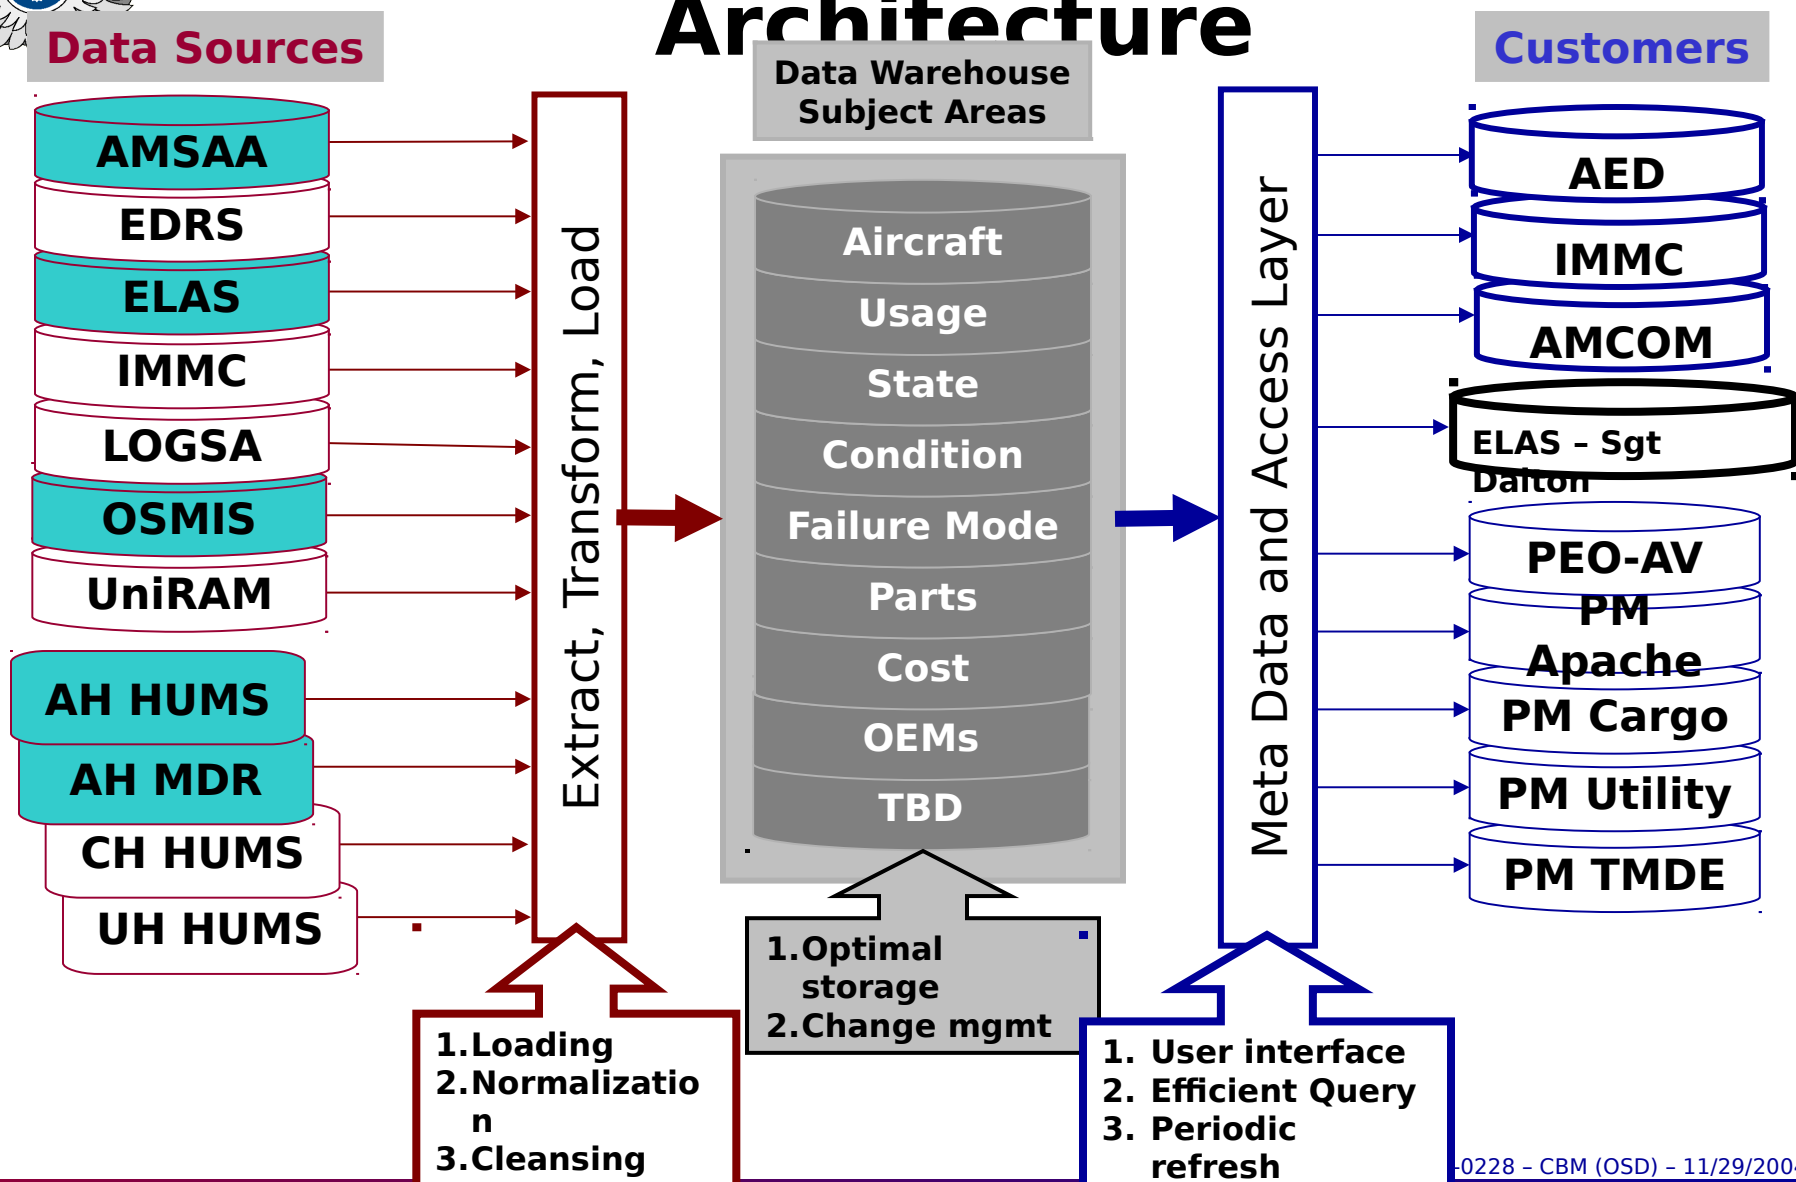 Architecture
Data Sources
Data Warehouse
Subject Areas
Customers
AMSAA
EDRS
ELAS
IMMC
LOGSA
OSMIS
UniRAM
AH HUMS
AH MDR
CH HUMS
UH HUMS
Extract, Transform, Load
Aircraft
Usage
State
Condition
Failure Mode
Parts
Cost
OEMs
TBD
Meta Data and Access Layer
AED
IMMC
AMCOM
ELAS – Sgt
Dalton
PEO-AV
PM
Apache
PM Cargo
PM Utility
PM TMDE
1.Loading
2.Normalizatio
n
3.Cleansing
1.Optimal
storage
2.Change mgmt
1. User interface
2. Efficient Query
3. Periodic
refresh
-0228 – CBM (OSD) – 11/29/2004